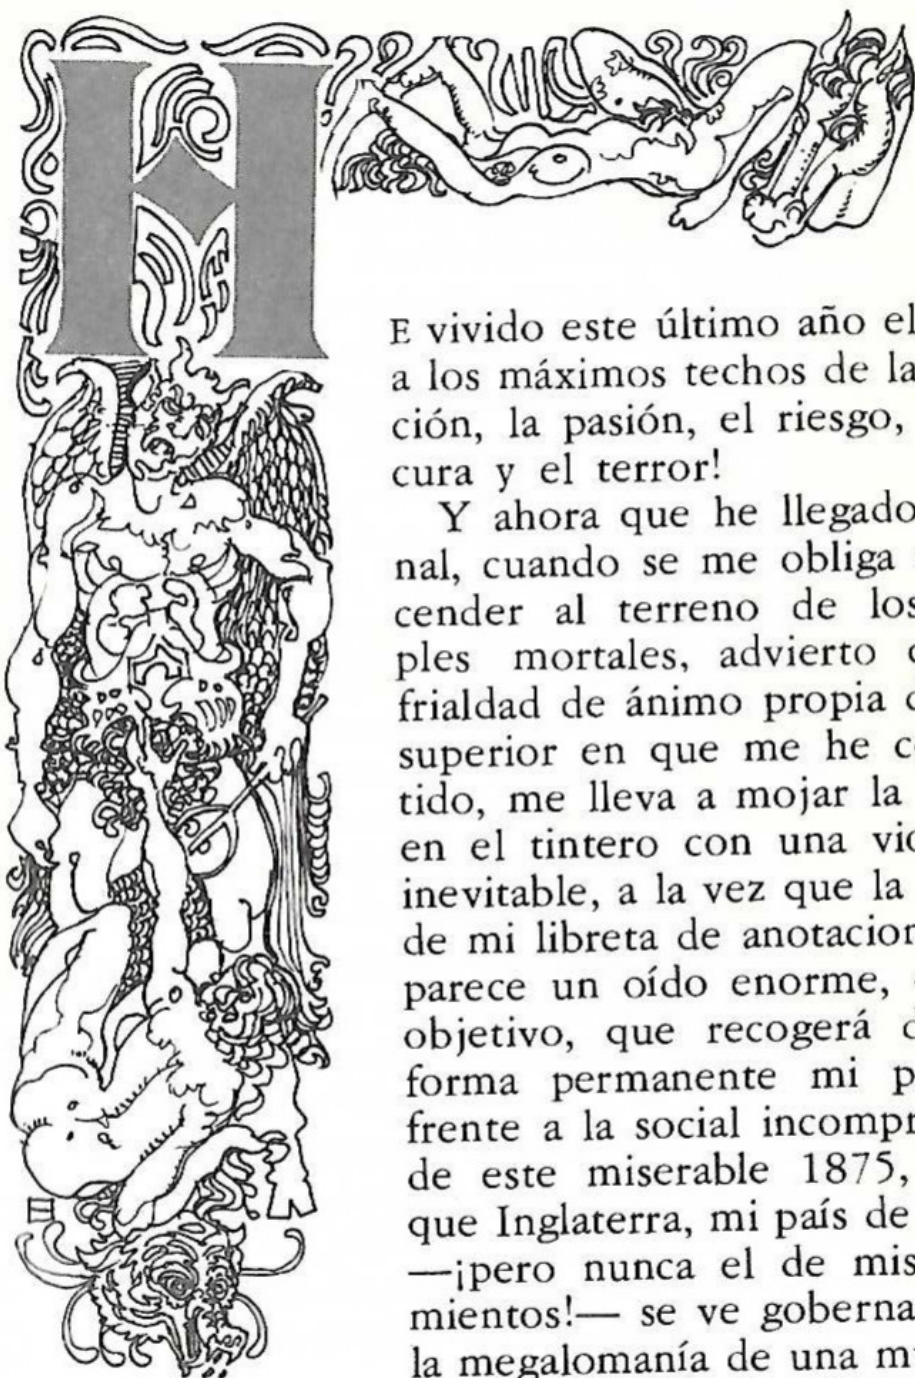 H
E vivido este último año el
a los máximos techos de la
ción, la pasión, el riesgo,
cura y el terror!
Y ahora que he llegado
nal, cuando se me obliga
cender al terreno de los
ples mortales, advierto
frialdad de ánimo propia
superior en que me he c
tido, me lleva a mojar la
en el tintero con una vio
inevitable, a la vez que la
de mi libreta de anotacion
parece un oído enorme,
objetivo, que recogerá d
forma permanente mi p
frente a la social incompr
de este miserable 1875,
que Inglaterra, mi país de
—¡pero nunca el de mis
mientos!— se ve goberna
la megalomanía de una m